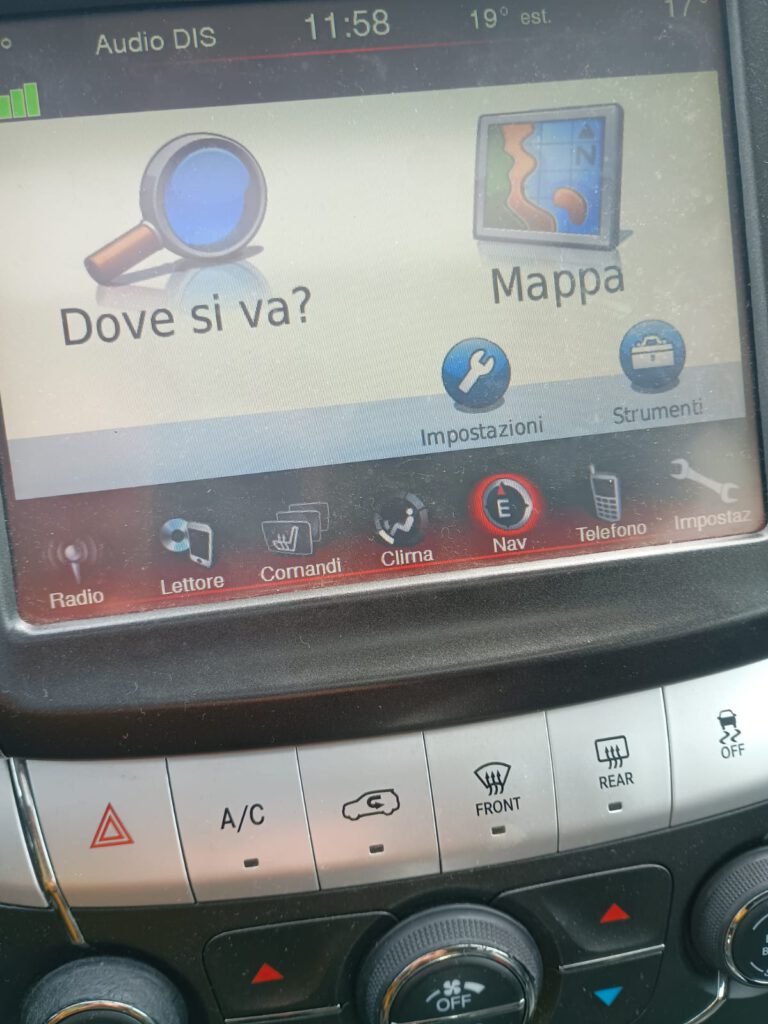 Audio DIS 11:58 19° est. 17°
N
Dove si va? Mappa
Impostazioni Strumenti
E
Radio Lettore Comandi Clima Nav Telefono Impostaz
A/C FRONT REAR OFF
OFF